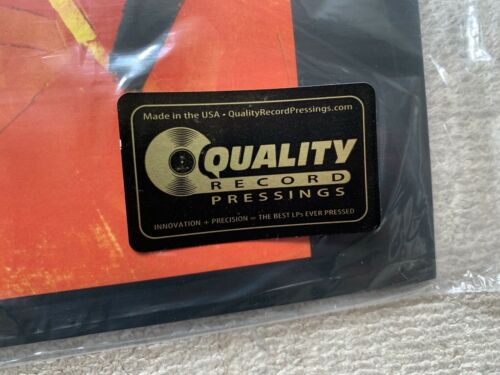 Made in the USA • QualityRecordPressings.com
QUALITY
RECORD
PRESSINGS
INNOVATION + PRECISION = THE BEST LPs EVER PRESSED